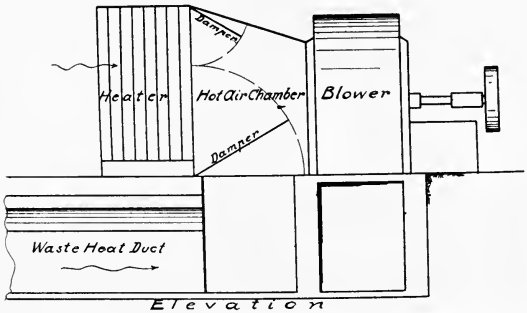 Damper
Heater
Hot Air Chamber
Blower
Damper
Waste Heat Duct
Elevation